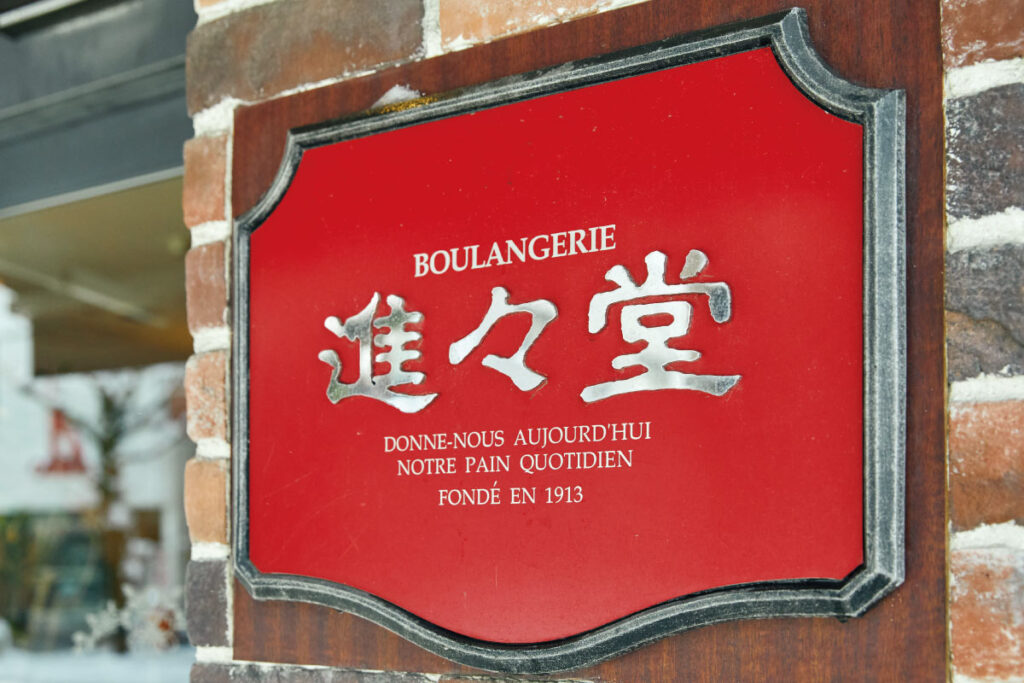 BOULANGERIE
進々堂
DONNE-NOUS AUJOURD'HUI
NOTRE PAIN QUOTIDIEN
FONDÉ EN 1913